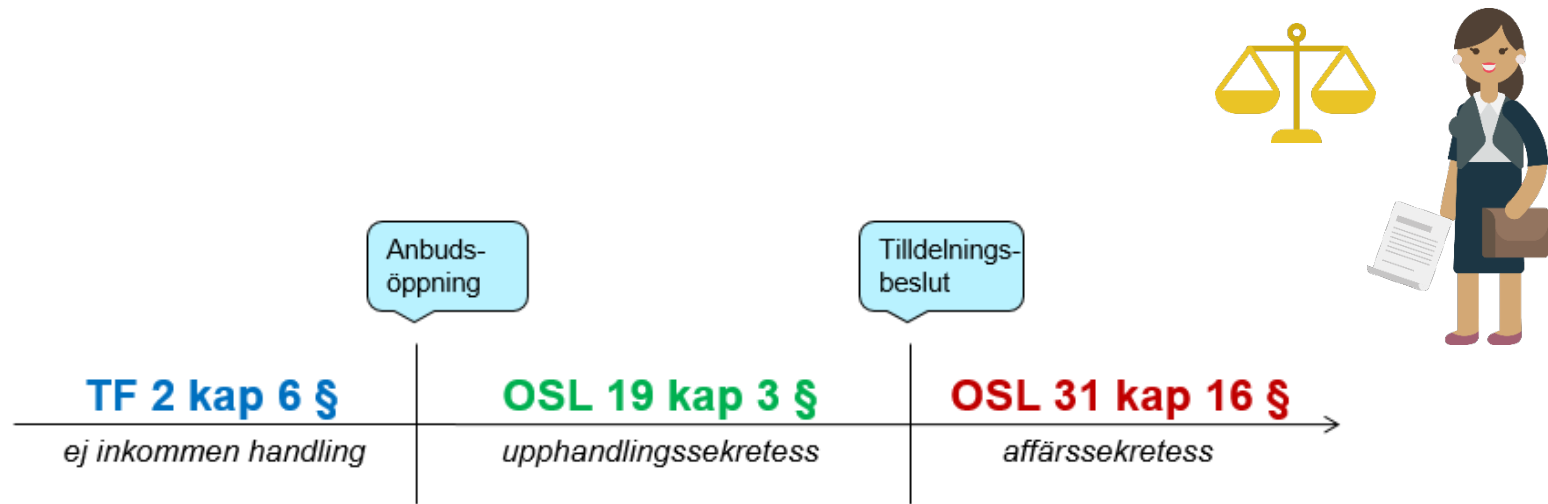 Anbuds-
öppning
Tilldelnings-
beslut
TF 2 kap 6 §
OSL 19 kap 3 §
OSL 31 kap 16 §
ej inkommen handling
upphandlingssekretess
affärssekretess